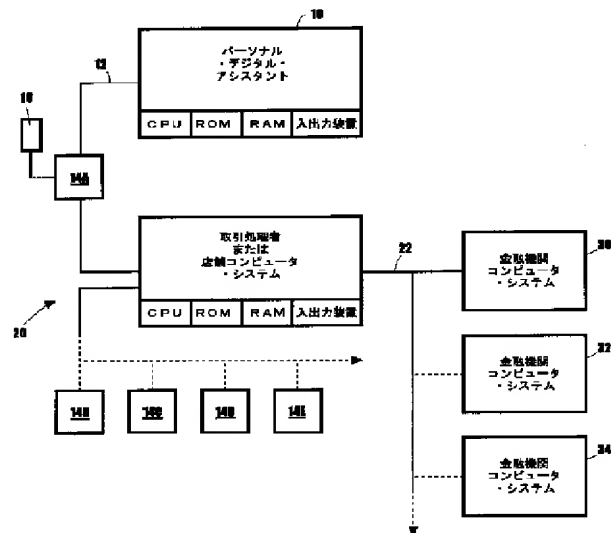 10
パーソナル
・デジタル・
アシスタント
12
16
CPU ROM RAM 入出力装置
14A
取引処理者
または
店舗コンピュータ
・システム
22
金融機関
コンピュータ
・システム
30
CPU ROM RAM 入出力装置
20
金融機関
コンピュータ
・システム
32
14B 14C 14D 14E
金融機関
コンピュータ
・システム
34